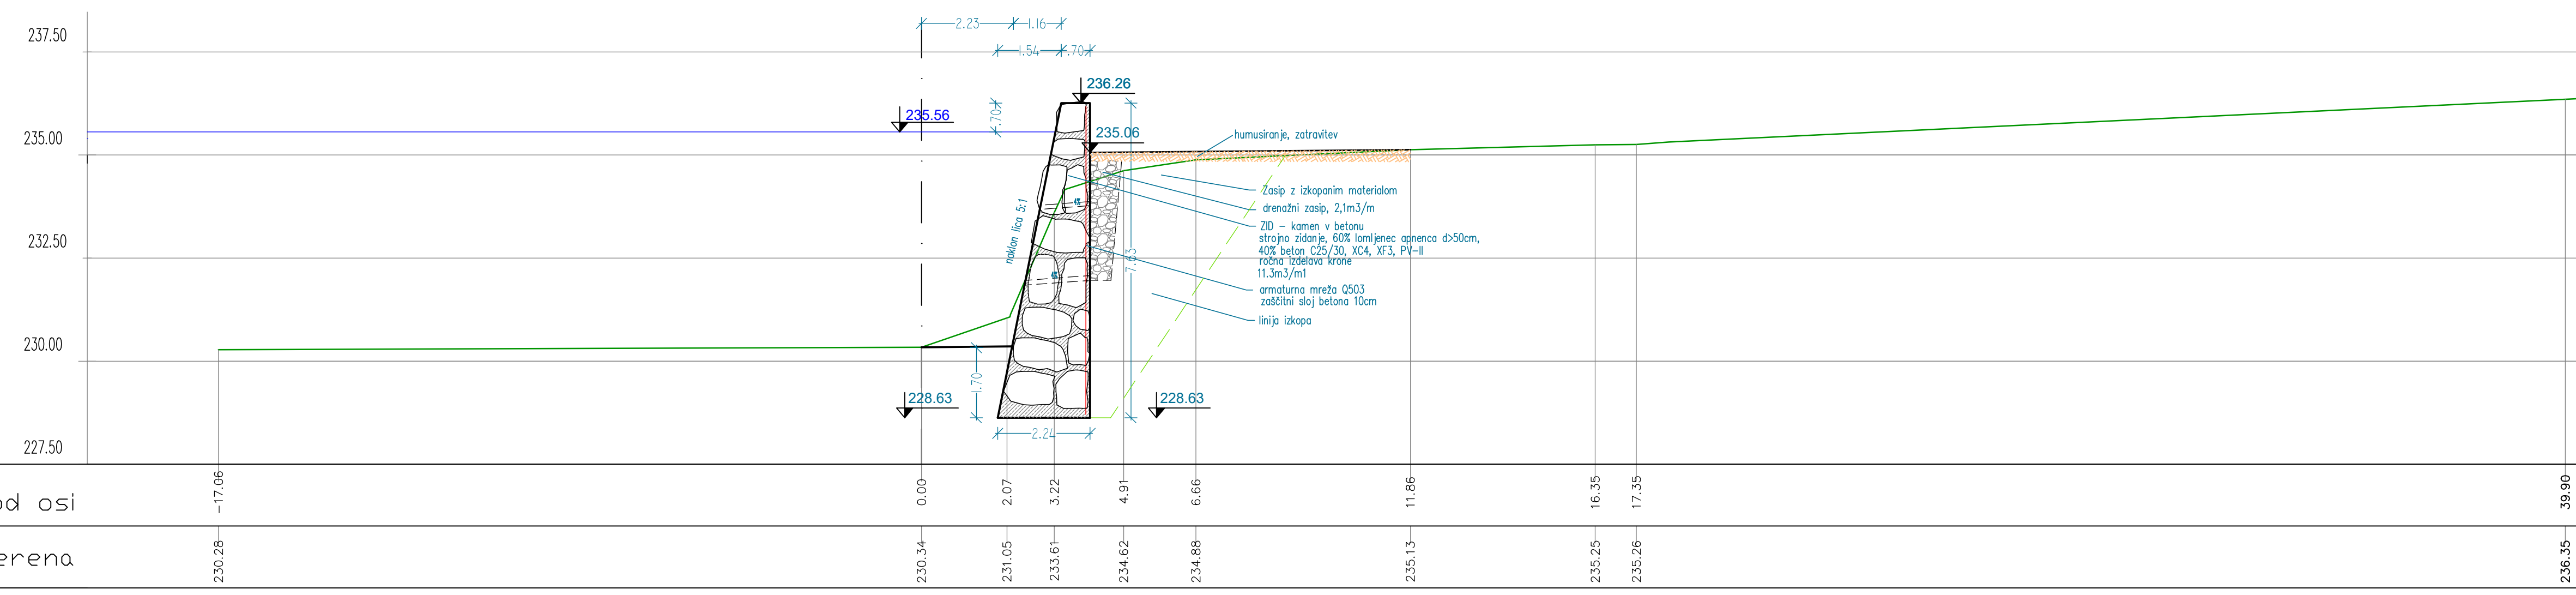 2.23
1.16
237.50
1.54
.70
236.26
.70
235.56
235.06
humusiranje, zatravitev
235.00
Zasip z izkopanim materialom
drenažni zasip, 2,1m3/m
naklon lica 5:1
ZID – kamen v betonu
strojno zidanje, 60% lomljenec apnenca d>50cm,
40% beton C25/30, XC4, XF3, PV-II
ročna izdelava krone
11.3m3/m1
232.50
7.63
armaturna mreža Q503
zaščitni sloj betona 10cm
linija izkopa
230.00
1.70
228.63
228.63
2.24
227.50
od osi
-17.06
0.00
2.07
3.22
4.91
6.66
11.86
16.35
17.35
39.90
erena
230.28
230.34
231.05
233.61
234.62
234.88
235.13
235.25
235.26
236.35